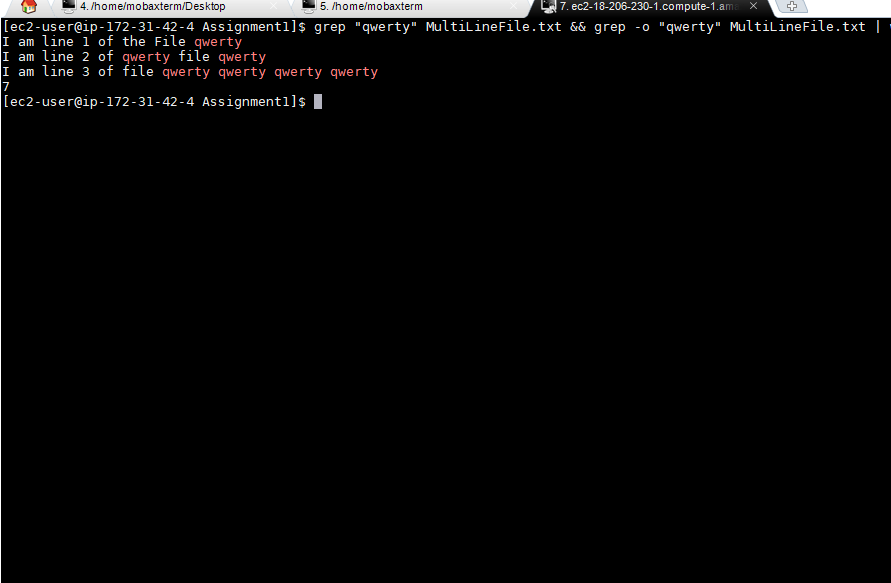 4. /home/mobaxterm/Desktop
5. /home/mobaxterm
7. ec2-18-206-230-1.compute-1.am
[ec2-user@ip-172-31-42-4 Assignment1]$ grep "qwerty" MultiLineFile.txt && grep -o "qwerty" MultiLineFile.txt |
I am line 1 of the File qwerty
I am line 2 of qwerty file qwerty
I am line 3 of file qwerty qwerty qwerty qwerty
7
[ec2-user@ip-172-31-42-4 Assignment1]$